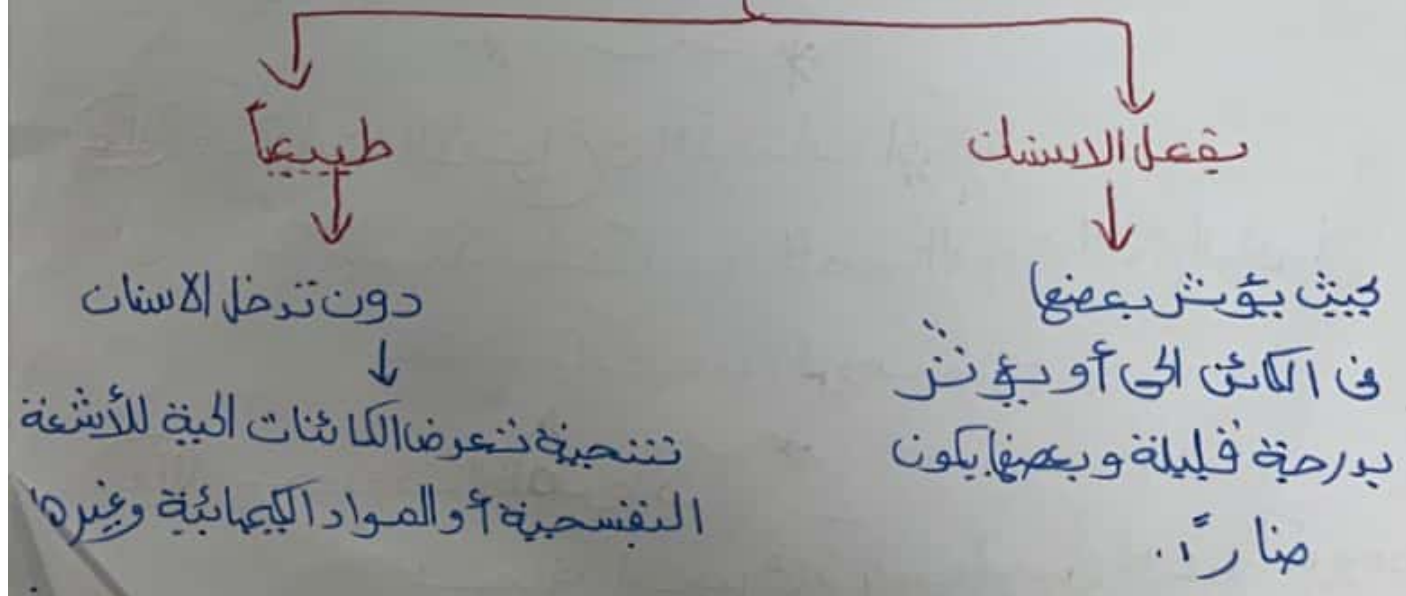 بفعل الانسان
طبيعياً
بحيث يؤثر بعضها
في الكائن الحي أو يؤثر
بدرجة قليلة وبعضها يكون
ضاراً.
دون تدخل الانسان
نتيجة تعرض الكائنات الحية للأشعة
البنفسجية أو المواد الكيميائية وغيرها